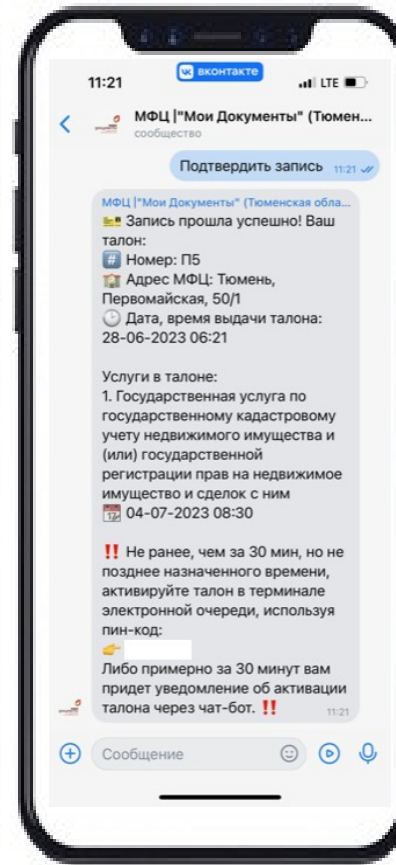 11:21
вконтакте
LTE
МФЦ |"Мои Документы" (Тюмен...
сообщество
Подтвердить запись 11:21
МФЦ |"Мои Документы" (Тюменская обла...
Запись прошла успешно! Ваш
талон:
# Номер: П5
Адрес МФЦ: Тюмень,
Первомайская, 50/1
Дата, время выдачи талона:
28-06-2023 06:21
Услуги в талоне:
1. Государственная услуга по
государственному кадастровому
учету недвижимого имущества и
(или) государственной
регистрации прав на недвижимое
имущество и сделок с ним
04-07-2023 08:30
‼ Не ранее, чем за 30 мин, но не
позднее назначенного времени,
активируйте талон в терминале
электронной очереди, используя
пин-код:
Либо примерно за 30 минут вам
придет уведомление об активации
талона через чат-бот. ‼ 11:21
Сообщение